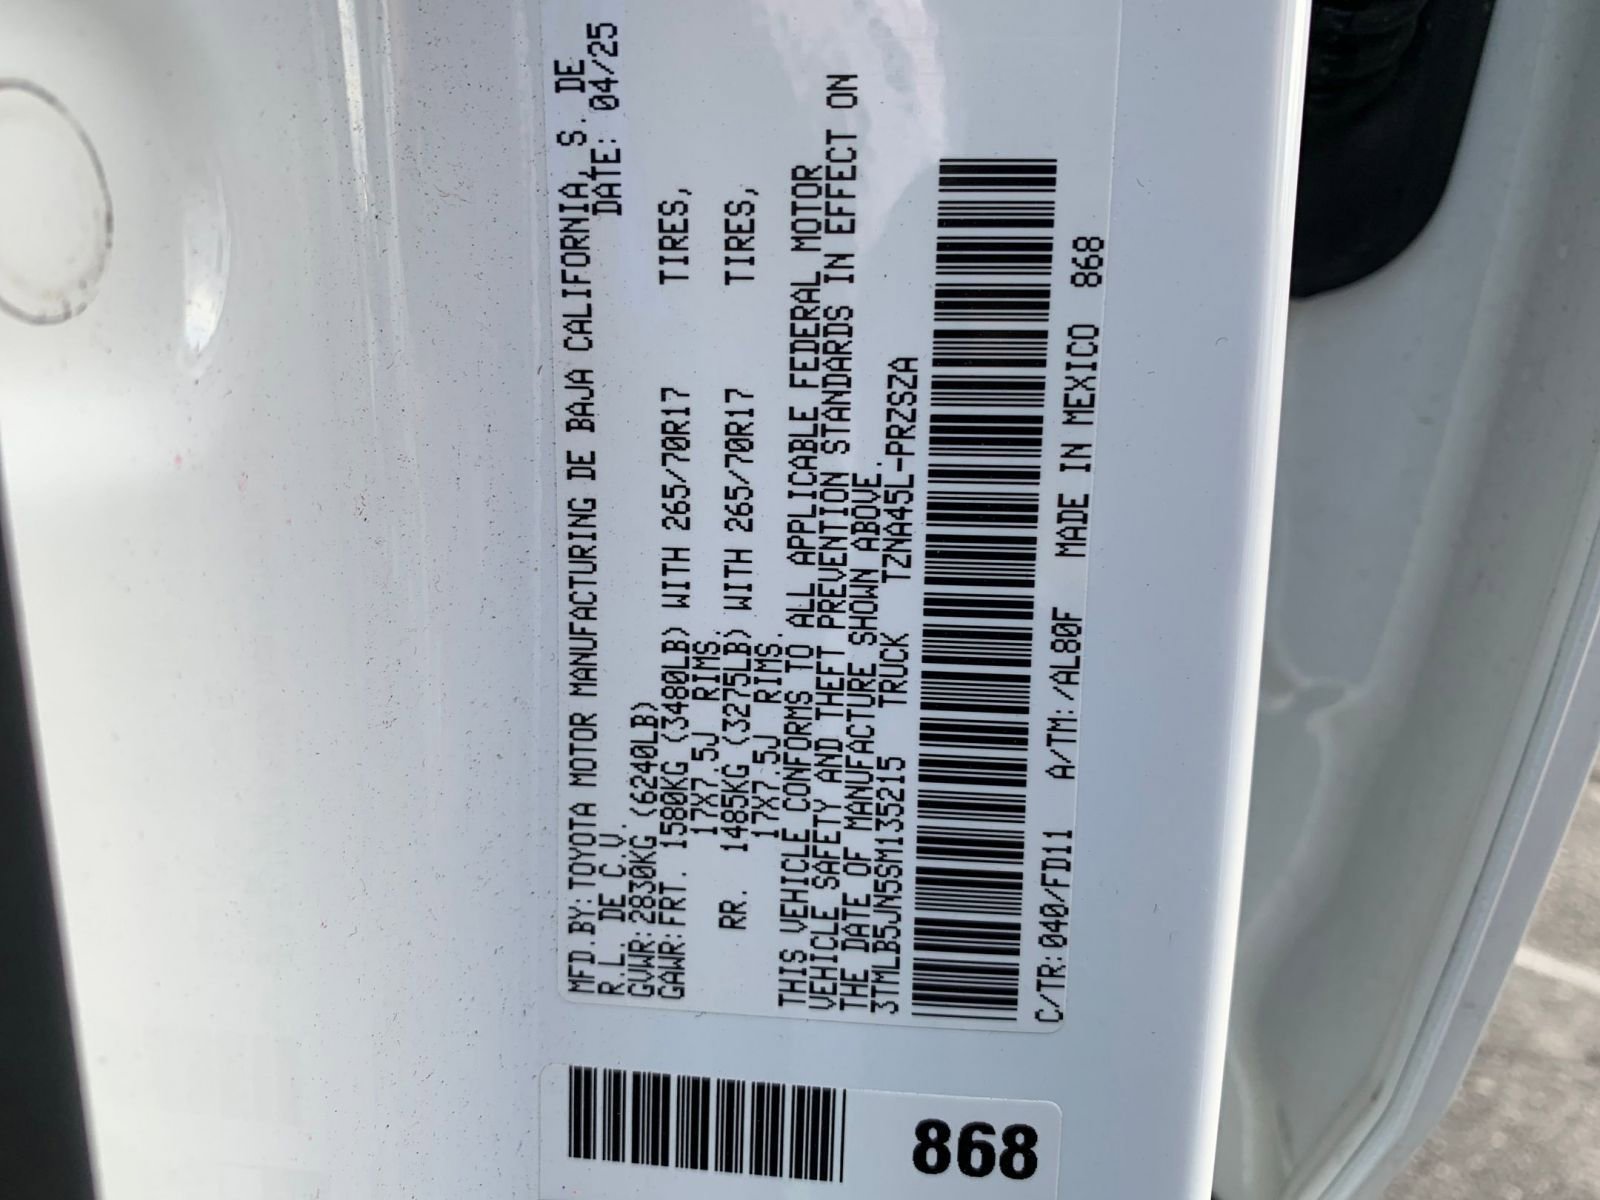 MFD.BY:TOYOTA MOTOR MANUFACTURING DE BAJA CALIFORNIA,S. DE
R.L. DE C.V. DATE: 04/25
GVWR:2830KG (6240LB)
GAWR:FRT. 1580KG (3480LB) WITH 265/70R17 TIRES,
17X7.5J RIMS.
RR. 1485KG (3275LB) WITH 265/70R17 TIRES,
17X7.5J RIMS.
THIS VEHICLE CONFORMS TO ALL APPLICABLE FEDERAL MOTOR
VEHICLE SAFETY AND THEFT PREVENTION STANDARDS IN EFFECT ON
THE DATE OF MANUFACTURE SHOWN ABOVE.
3TMLB5JN5SM135215 TRUCK TZNA45L-PRZSZA
C/TR:040/FD11 A/TM:/AL80F MADE IN MEXICO 868
868